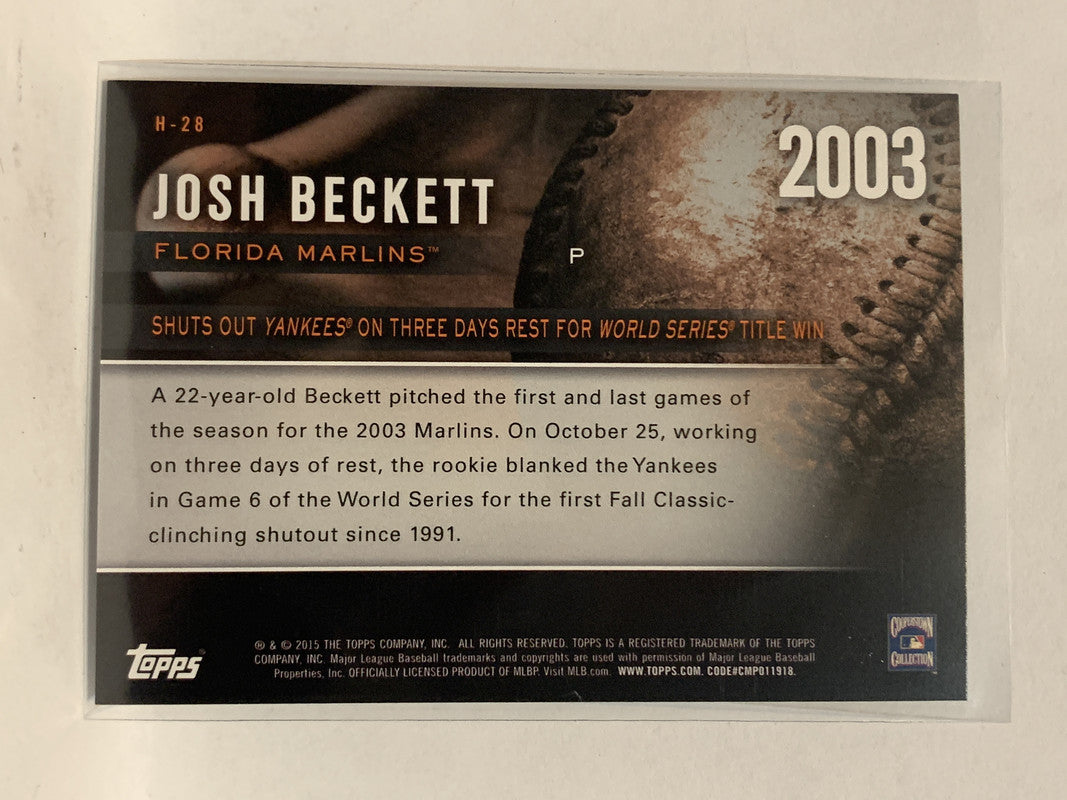 H-28
2003
JOSH BECKETT
FLORIDA MARLINS™
P
SHUTS OUT YANKEES® ON THREE DAYS REST FOR WORLD SERIES® TITLE WIN
A 22-year-old Beckett pitched the first and last games of
the season for the 2003 Marlins. On October 25, working
on three days of rest, the rookie blanked the Yankees
in Game 6 of the World Series for the first Fall Classic-
clinching shutout since 1991.
topps®
® & © 2015 THE TOPPS COMPANY, INC. ALL RIGHTS RESERVED. TOPPS IS A REGISTERED TRADEMARK OF THE TOPPS
COMPANY, INC. Major League Baseball trademarks and copyrights are used with permission of Major League Baseball
Properties, Inc. OFFICIALLY LICENSED PRODUCT OF MLBP. Visit MLB.com. WWW.TOPPS.COM. CODE#CMP011918.
COOPERSTOWN
COLLECTION™